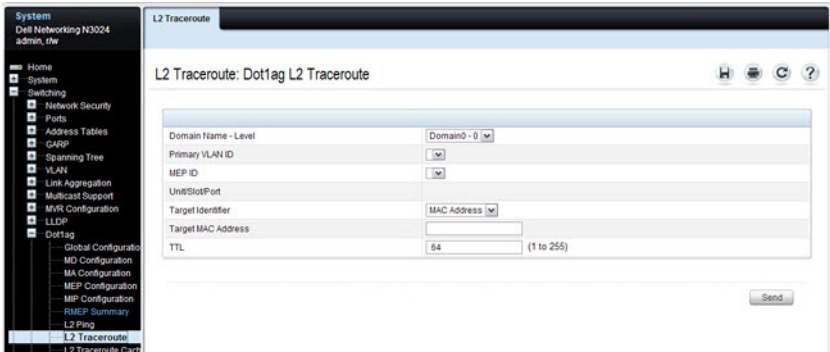 System
Dell Networking N3024
admin, r/w
Home
System
Switching
Network Security
Ports
Address Tables
GARP
Spanning Tree
VLAN
Link Aggregation
Multicast Support
MVR Configuration
LLDP
Dot1ag
Global Configuratio
MD Configuration
MA Configuration
MEP Configuration
MIP Configuration
RMEP Summary
L2 Ping
L2 Traceroute
L2 Traceroute Cach
L2 Traceroute
L2 Traceroute: Dot1ag L2 Traceroute
Domain Name - Level Domain0 - 0
Primary VLAN ID
MEP ID
Unit/Slot/Port
Target Identifier MAC Address
Target MAC Address
TTL 64 (1 to 255)
Send